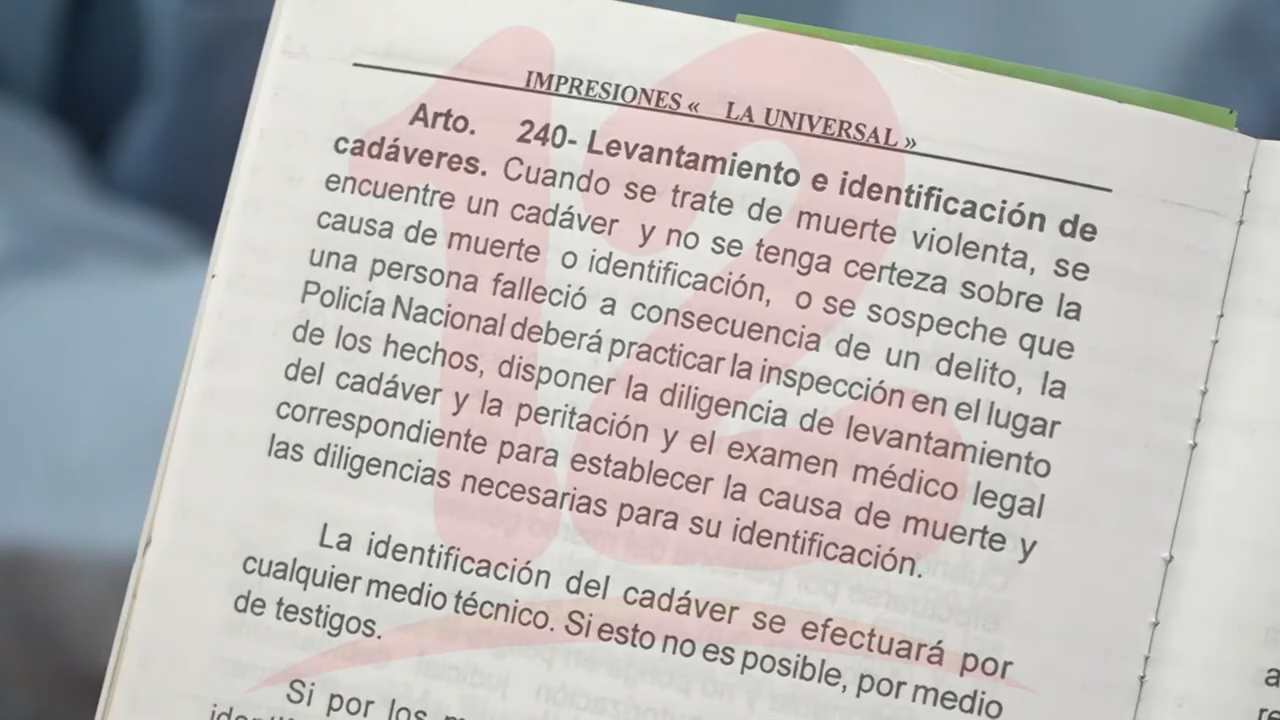 IMPRESIONES « LA UNIVERSAL »
Arto. 240- Levantamiento e identificación de
cadáveres. Cuando se trate de muerte violenta, se
encuentre un cadáver y no se tenga certeza sobre la
causa de muerte o identificación, o se sospeche que
una persona falleció a consecuencia de un delito, la
Policía Nacional deberá practicar la inspección en el lugar
de los hechos, disponer la diligencia de levantamiento
del cadáver y la peritación y el examen médico legal
correspondiente para establecer la causa de muerte y
las diligencias necesarias para su identificación.
La identificación del cadáver se efectuará por
cualquier medio técnico. Si esto no es posible, por medio
de testigos.
Si por los
12